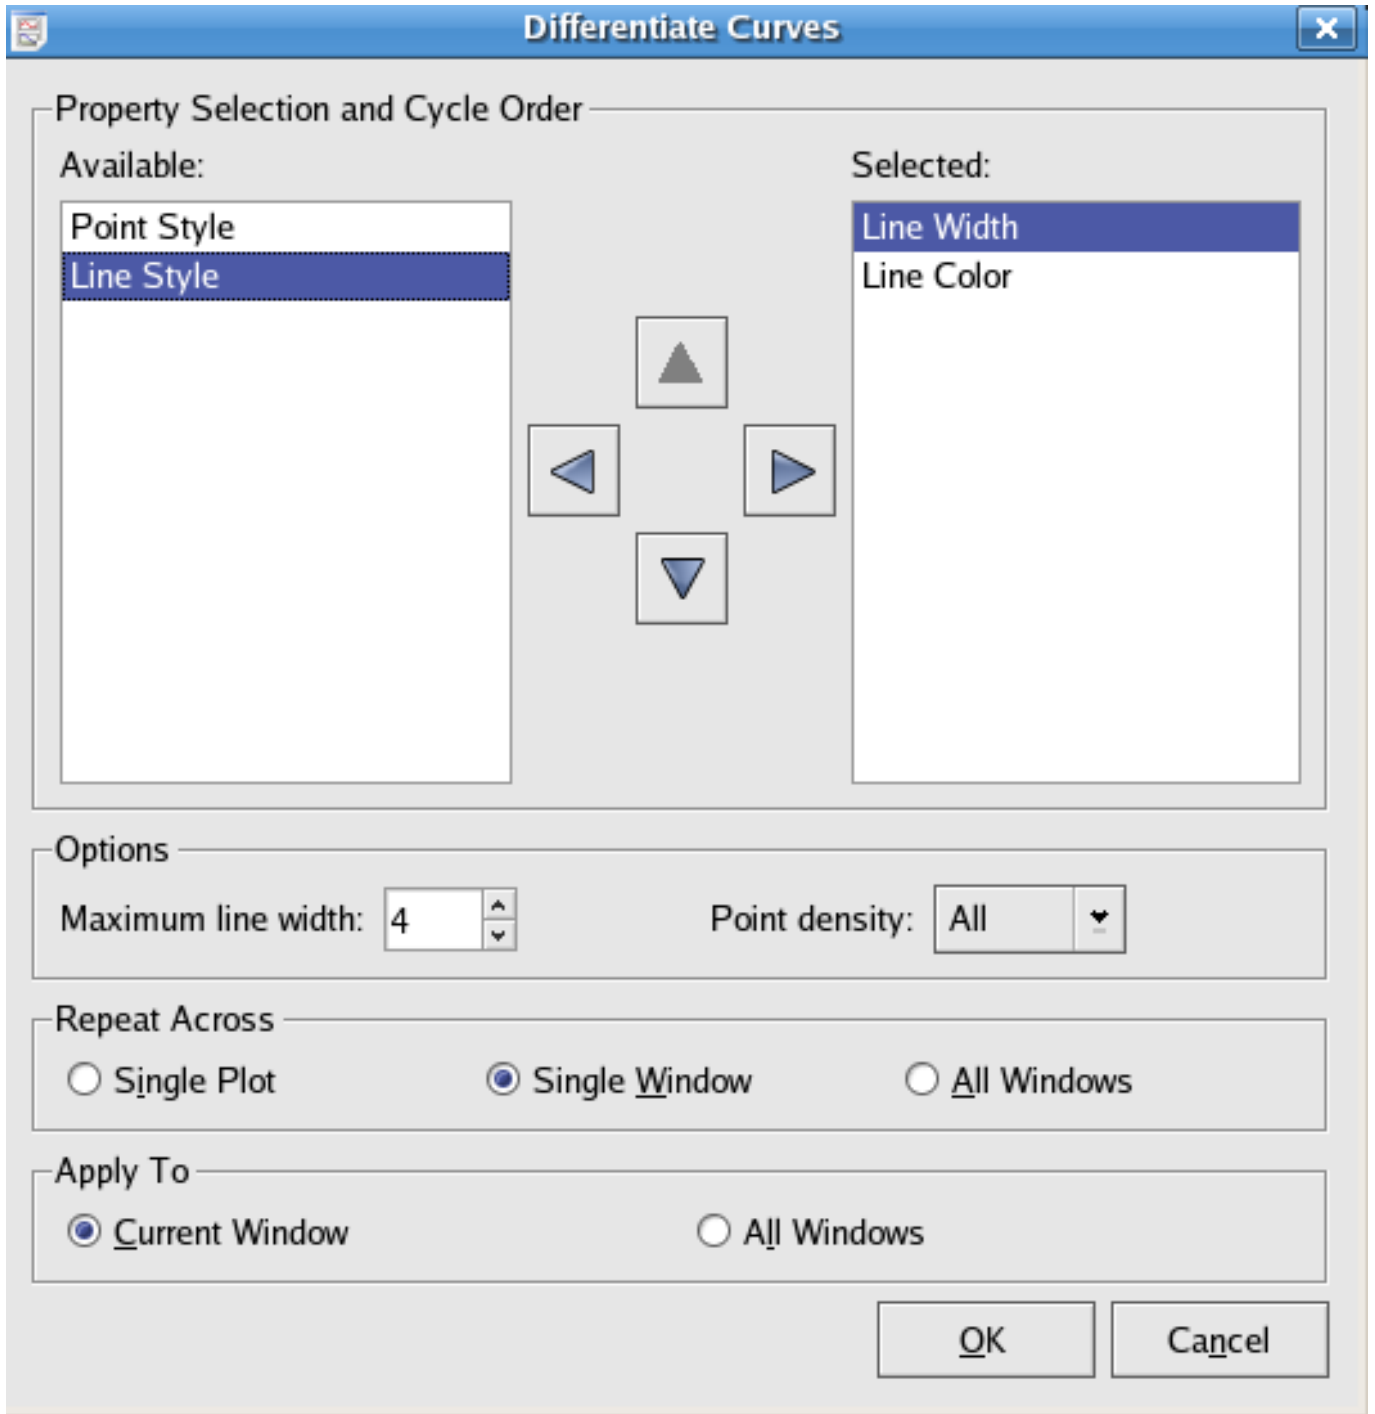 Differentiate Curves
Property Selection and Cycle Order
Available:
Selected:
Point Style
Line Style
Line Width
Line Color
Options
Maximum line width: 4
Point density: All
Repeat Across
Single Plot
Single Window
All Windows
Apply To
Current Window
All Windows
OK
Cancel